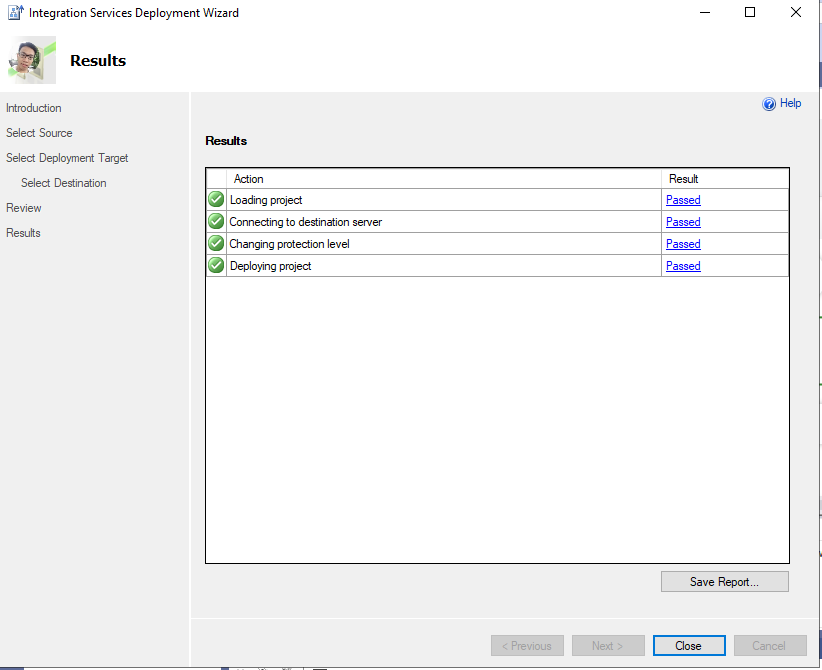 Integration Services Deployment Wizard
Results
Help
Introduction
Select Source
Select Deployment Target
Select Destination
Review
Results
Results
Action Result
Loading project Passed
Connecting to destination server Passed
Changing protection level Passed
Deploying project Passed
Save Report...
< Previous Next > Close Cancel